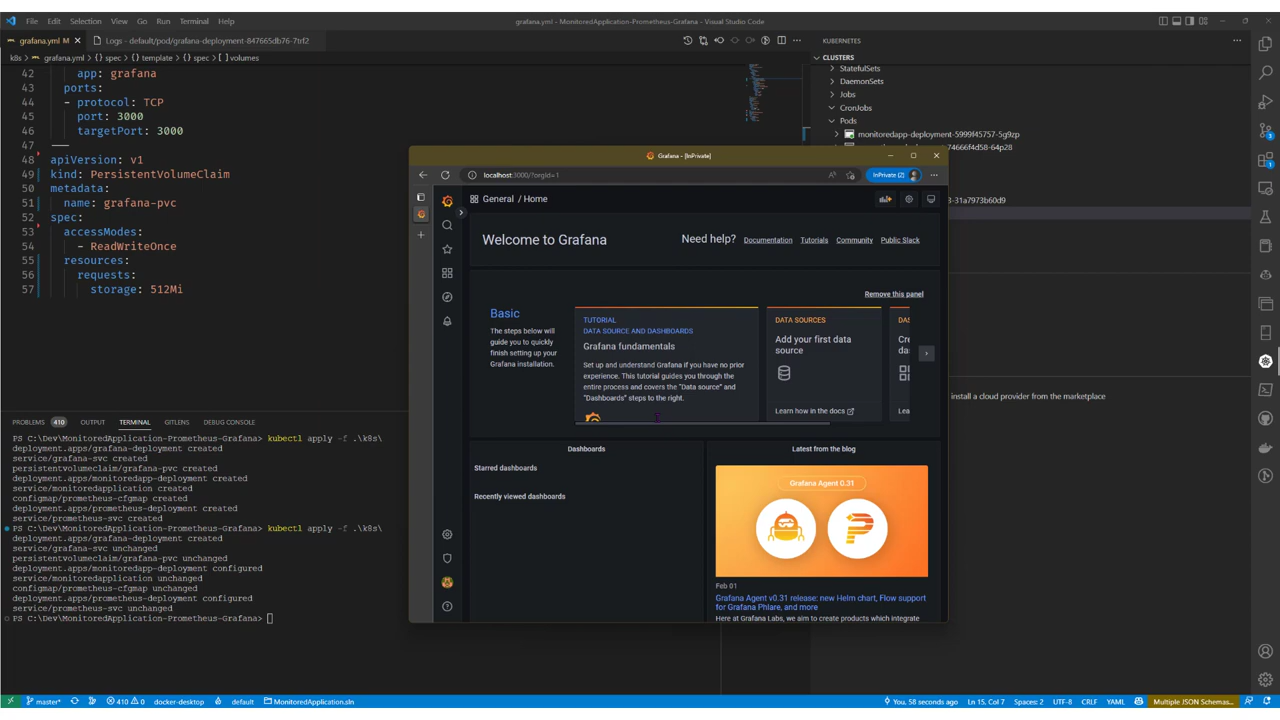 File Edit Selection View Go Run Terminal Help
grafana.yml - MonitoredApplication-Prometheus-Grafana - Visual Studio Code
grafana.yml M
Logs - default/pod/grafana-deployment-847665db76-7trf2
k8s > grafana.yml > {} spec > {} template > {} spec > [ ] volumes
42 app: grafana
43 ports:
44 - protocol: TCP
45 port: 3000
46 targetPort: 3000
47 ---
48 apiVersion: v1
49 kind: PersistentVolumeClaim
50 metadata:
51 name: grafana-pvc
52 spec:
53 accessModes:
54 - ReadWriteOnce
55 resources:
56 requests:
57 storage: 512Mi
KUBERNETES
CLUSTERS
StatefulSets
DaemonSets
Jobs
CronJobs
Pods
monitoredapp-deployment-5999f45757-5g9zp
74666f4d58-64p28
-31a7973b60d9
install a cloud provider from the marketplace
Grafana - [InPrivate]
localhost:3000/?orgId=1
InPrivate (2)
General / Home
Welcome to Grafana
Need help? Documentation Tutorials Community Public Slack
Remove this panel
Basic
The steps below will
guide you to quickly
finish setting up your
Grafana installation.
TUTORIAL
DATA SOURCE AND DASHBOARDS
Grafana fundamentals
Set up and understand Grafana if you have no prior
experience. This tutorial guides you through the
entire process and covers the "Data source" and
"Dashboards" steps to the right.
DATA SOURCES
Add your first data
source
Learn how in the docs
DAS
Cre
da
Lea
Dashboards
Starred dashboards
Recently viewed dashboards
Latest from the blog
Grafana Agent 0.31
Feb 01
Grafana Agent v0.31 release: new Helm chart, Flow support
for Grafana Phlare, and more
Here at Grafana Labs, we aim to create products which integrate
PROBLEMS 410 OUTPUT TERMINAL GITLENS DEBUG CONSOLE
PS C:\Dev\MonitoredApplication-Prometheus-Grafana> kubectl apply -f .\k8s\
deployment.apps/grafana-deployment created
service/grafana-svc created
persistentvolumeclaim/grafana-pvc created
deployment.apps/monitoredapp-deployment created
service/monitoredapplication created
configmap/prometheus-cfgmap created
deployment.apps/prometheus-deployment created
service/prometheus-svc created
PS C:\Dev\MonitoredApplication-Prometheus-Grafana> kubectl apply -f .\k8s\
deployment.apps/grafana-deployment created
service/grafana-svc unchanged
persistentvolumeclaim/grafana-pvc unchanged
deployment.apps/monitoredapp-deployment configured
service/monitoredapplication unchanged
configmap/prometheus-cfgmap unchanged
deployment.apps/prometheus-deployment configured
service/prometheus-svc unchanged
PS C:\Dev\MonitoredApplication-Prometheus-Grafana>
master* 410 0 docker-desktop default MonitoredApplication.sln
You, 58 seconds ago Ln 15, Col 7 Spaces: 2 UTF-8 CRLF YAML Multiple JSON Schemas...